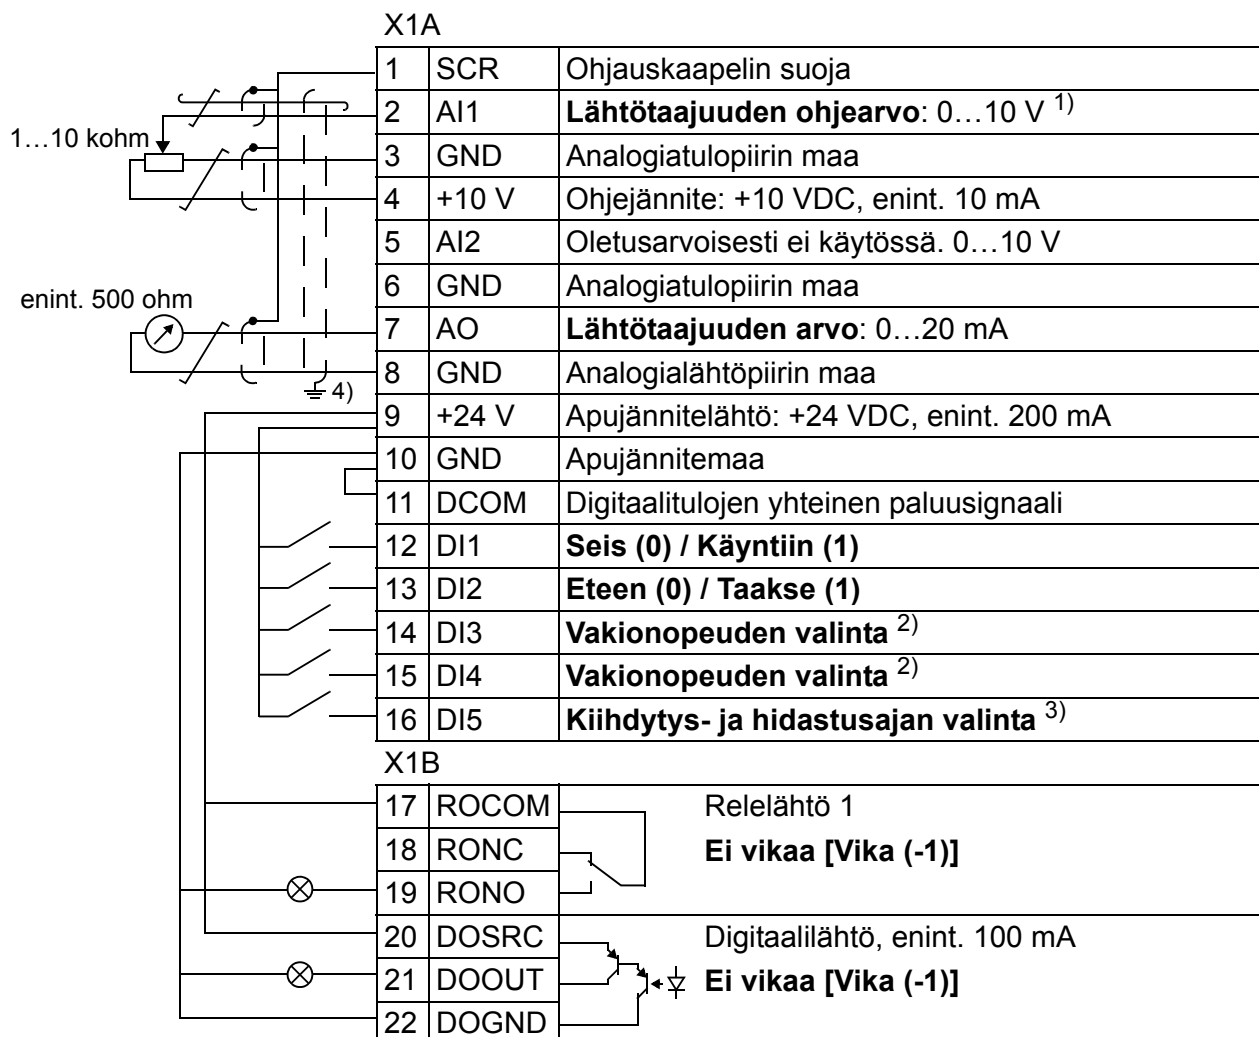 X1A
1 SCR Ohjauskaapelin suoja
2 AI1 Lähtötaajuuden ohjearvo: 0…10 V 1)
1…10 kohm
3 GND Analogiatulopiirin maa
4 +10 V Ohjejännite: +10 VDC, enint. 10 mA
5 AI2 Oletusarvoisesti ei käytössä. 0…10 V
6 GND Analogiatulopiirin maa
enint. 500 ohm
7 AO Lähtötaajuuden arvo: 0…20 mA
8 GND Analogialähtöpiirin maa
4)
9 +24 V Apujännitelähtö: +24 VDC, enint. 200 mA
10 GND Apujännitemaa
11 DCOM Digitaalitulojen yhteinen paluusignaali
12 DI1 Seis (0) / Käyntiin (1)
13 DI2 Eteen (0) / Taakse (1)
14 DI3 Vakionopeuden valinta 2)
15 DI4 Vakionopeuden valinta 2)
16 DI5 Kiihdytys- ja hidastusajan valinta 3)
X1B
17 ROCOM Relelähtö 1
18 RONC Ei vikaa [Vika (-1)]
19 RONO
20 DOSRC Digitaalilähtö, enint. 100 mA
21 DOOUT Ei vikaa [Vika (-1)]
22 DOGND